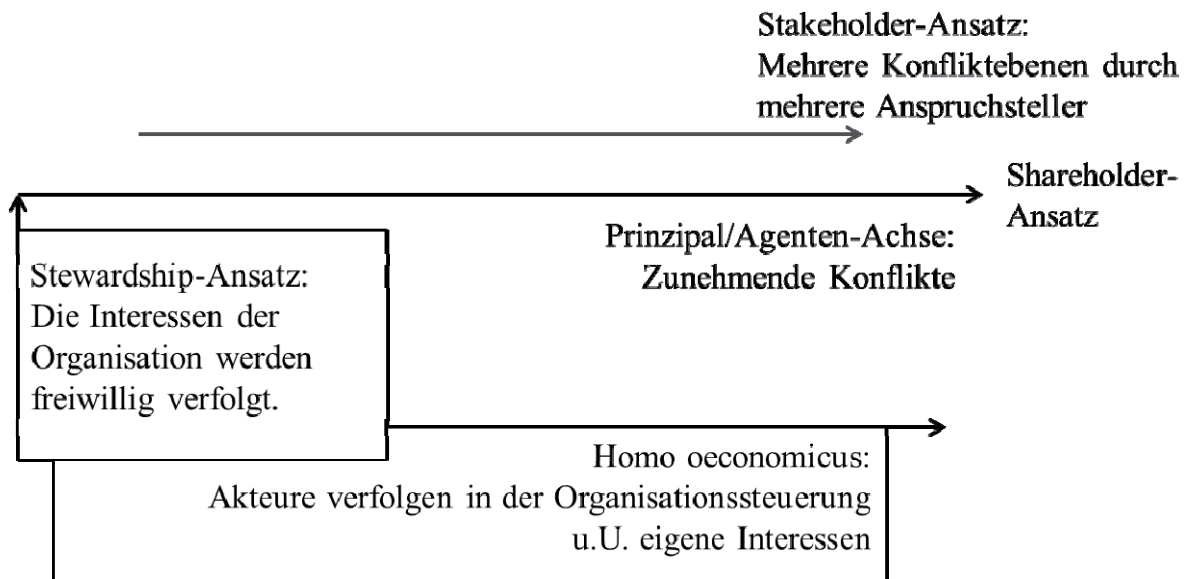 Stakeholder-Ansatz:
Mehrere Konfliktebenen durch
mehrere Anspruchsteller
Shareholder-
Ansatz
Prinzipal/Agenten-Achse:
Zunehmende Konflikte
Stewardship-Ansatz:
Die Interessen der
Organisation werden
freiwillig verfolgt.
Homo oeconomicus:
Akteure verfolgen in der Organisationssteuerung
u.U. eigene Interessen